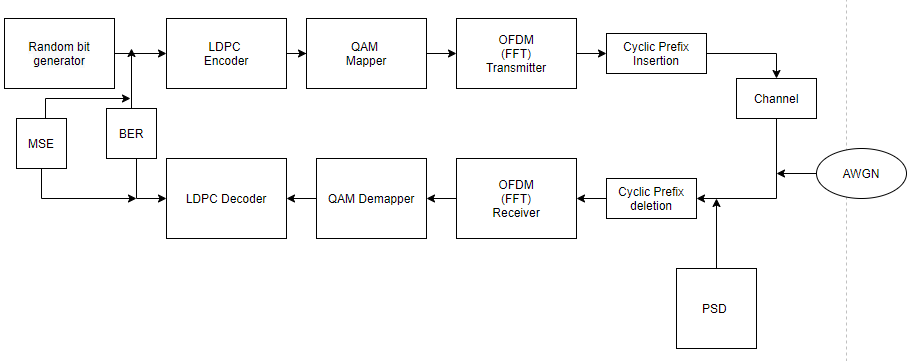 Random bit
generator
LDPC
Encoder
QAM
Mapper
OFDM
(FFT)
Transmitter
Cyclic Prefix
Insertion
Channel
MSE
BER
AWGN
LDPC Decoder
QAM Demapper
OFDM
(FFT)
Receiver
Cyclic Prefix
deletion
PSD